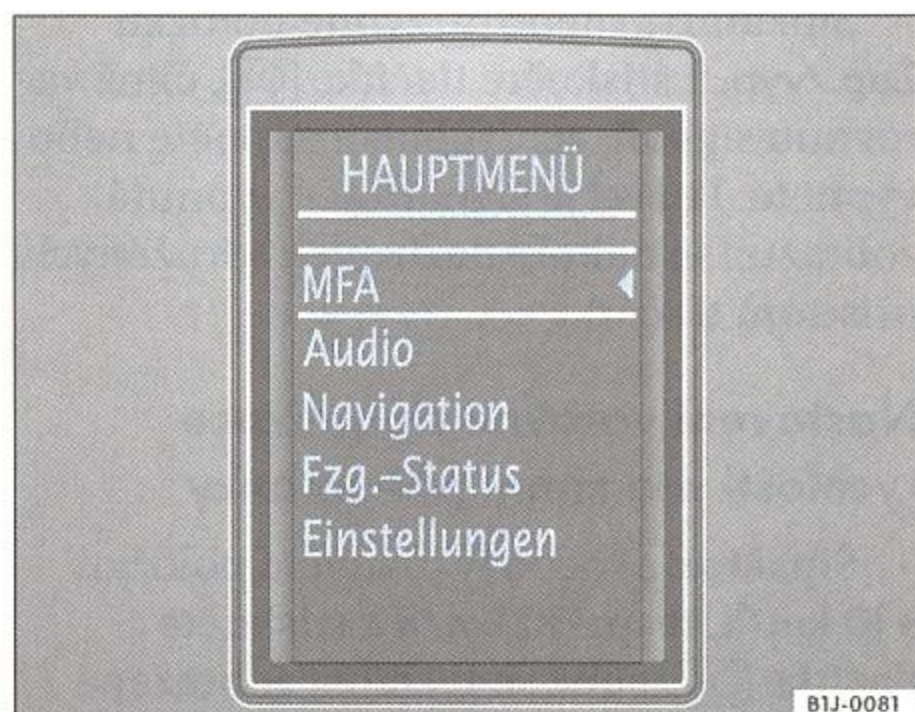 HAUPTMENÜ
MFA
Audio
Navigation
Fzg.-Status
Einstellungen
B1J-0081